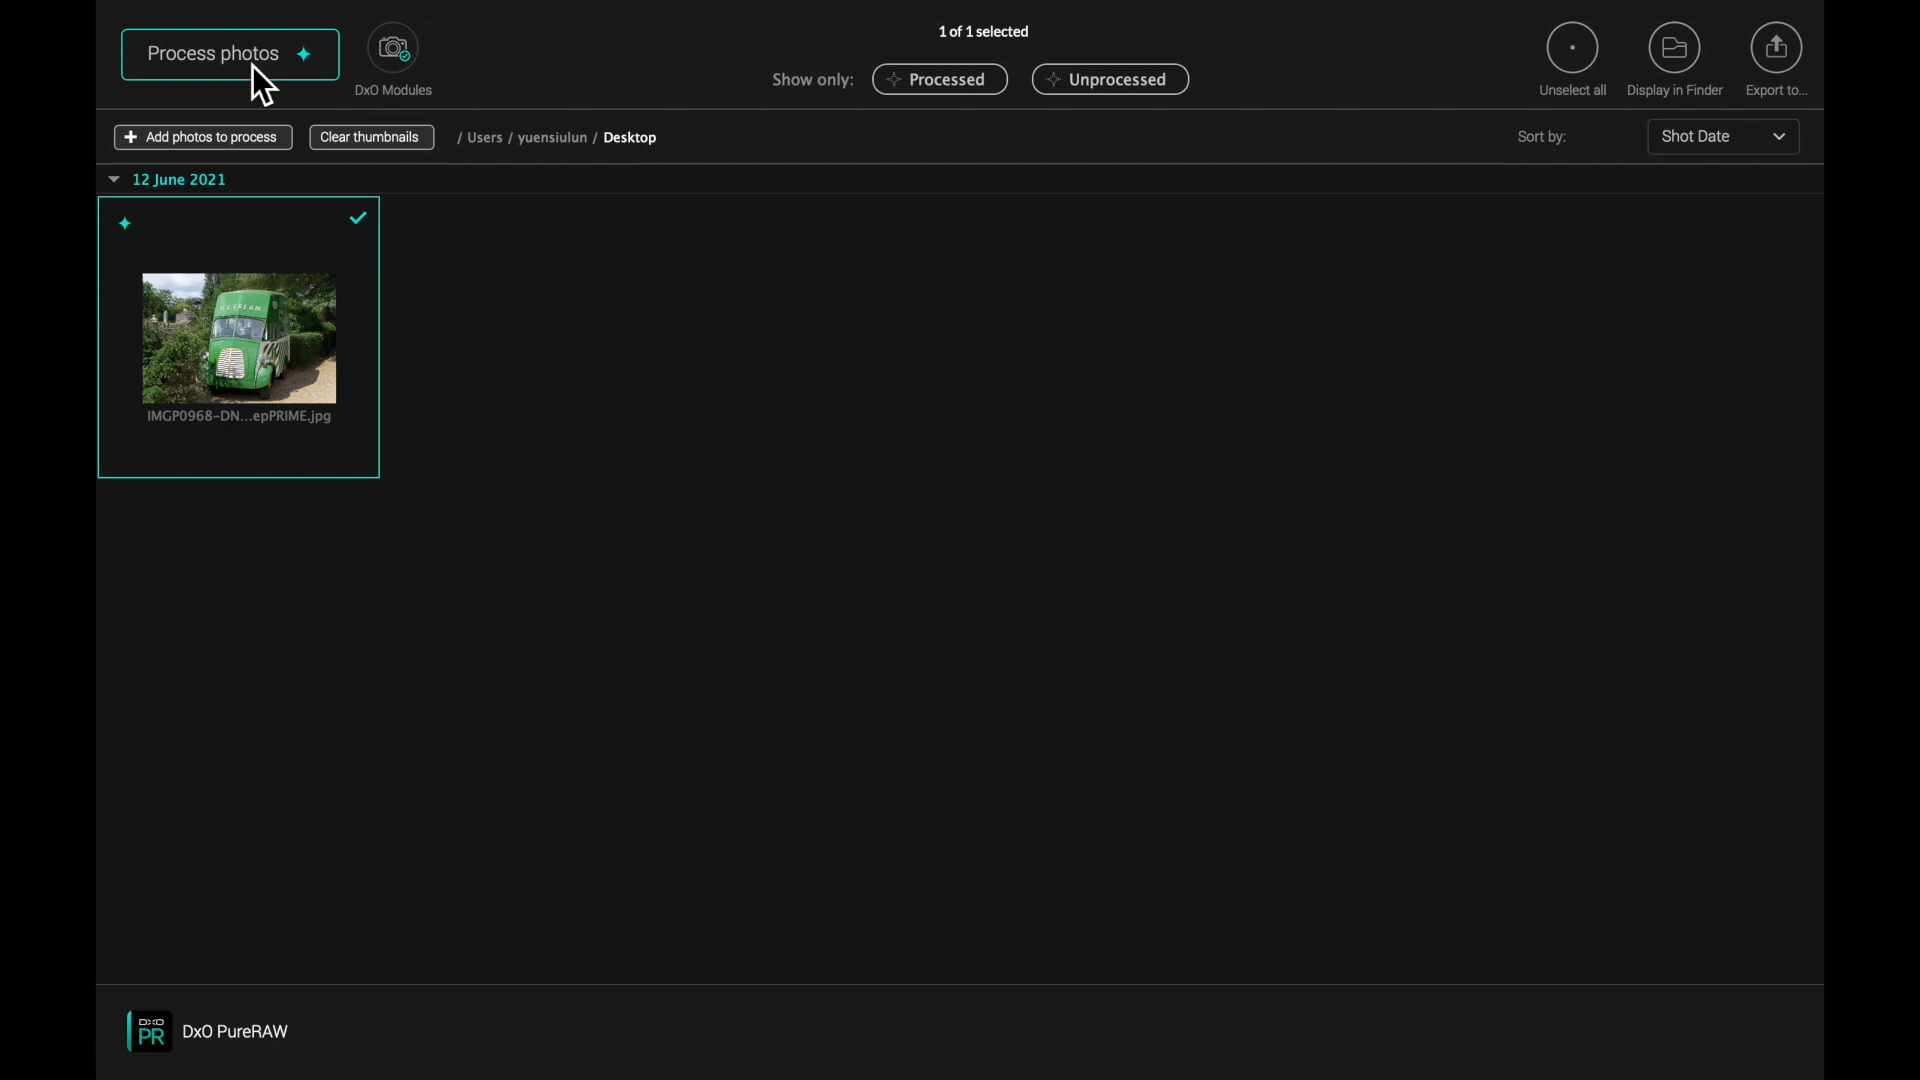 Process photos
DxO Modules
1 of 1 selected
Show only: Processed Unprocessed
Unselect all
Display in Finder
Export to...
Add photos to process
Clear thumbnails
/ Users / yuensiulun / Desktop
Sort by:
Shot Date
12 June 2021
ICE CREAM
IMGP0968-DN...epPRIME.jpg
DXO
PR
DxO PureRAW